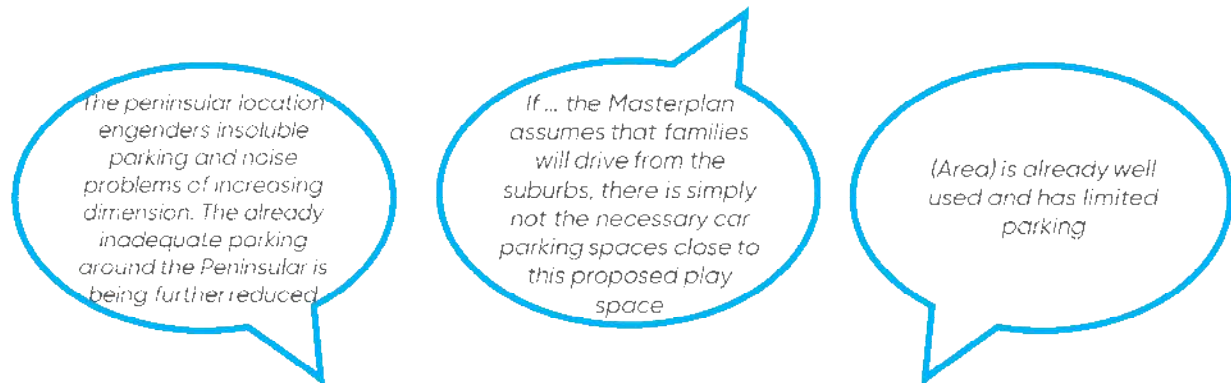 The peninsular location
engenders insoluble
parking and noise
problems of increasing
dimension. The already
inadequate parking
around the Peninsular is
being further reduced
If ... the Masterplan
assumes that families
will drive from the
suburbs, there is simply
not the necessary car
parking spaces close to
this proposed play
space
(Area) is already well
used and has limited
parking